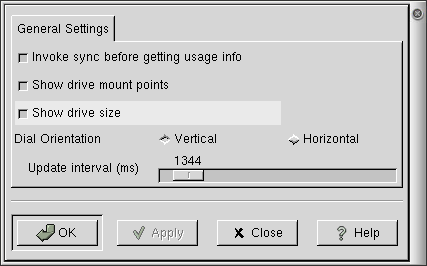 General Settings
Invoke sync before getting usage info
Show drive mount points
Show drive size
Dial Orientation Vertical Horizontal
1344
Update interval (ms)
OK Apply Close Help